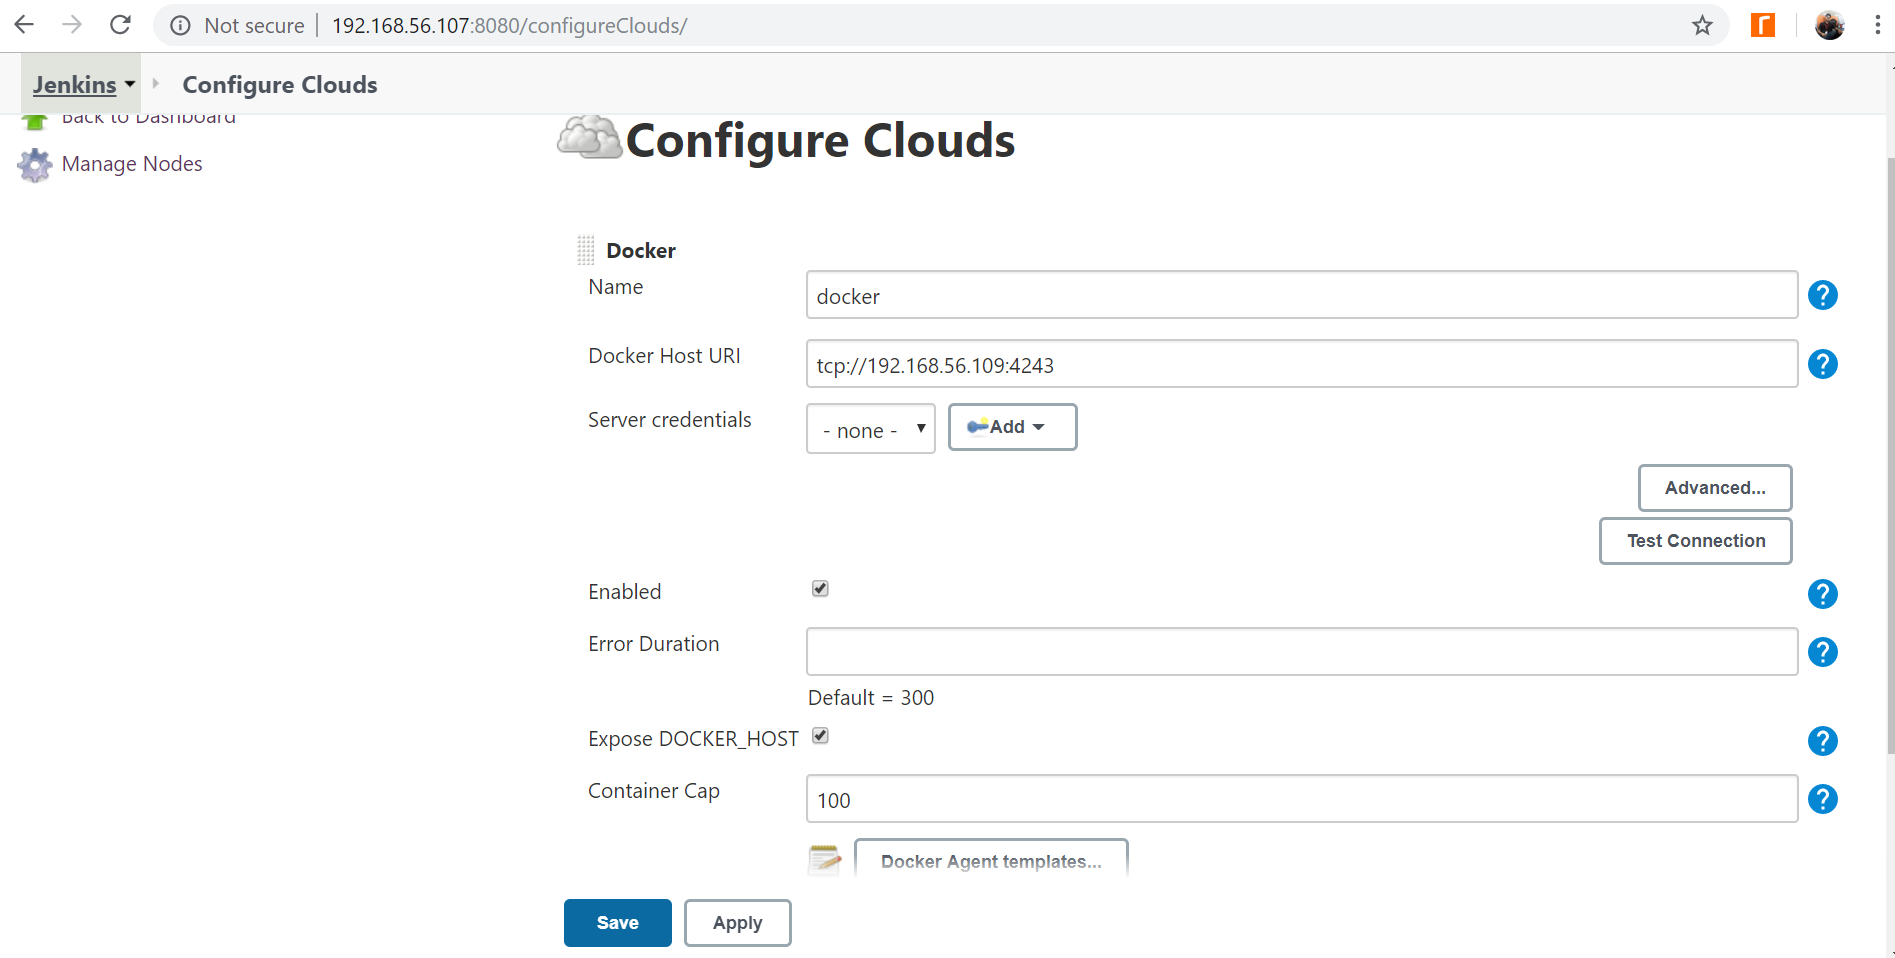 Not secure | 192.168.56.107:8080/configureClouds/
Jenkins Configure Clouds
Back to Dashboard
Manage Nodes
Configure Clouds
Docker
Name docker
Docker Host URI tcp://192.168.56.109:4243
Server credentials - none - Add
Advanced...
Test Connection
Enabled
Error Duration
Default = 300
Expose DOCKER_HOST
Container Cap 100
Docker Agent templates...
Save Apply